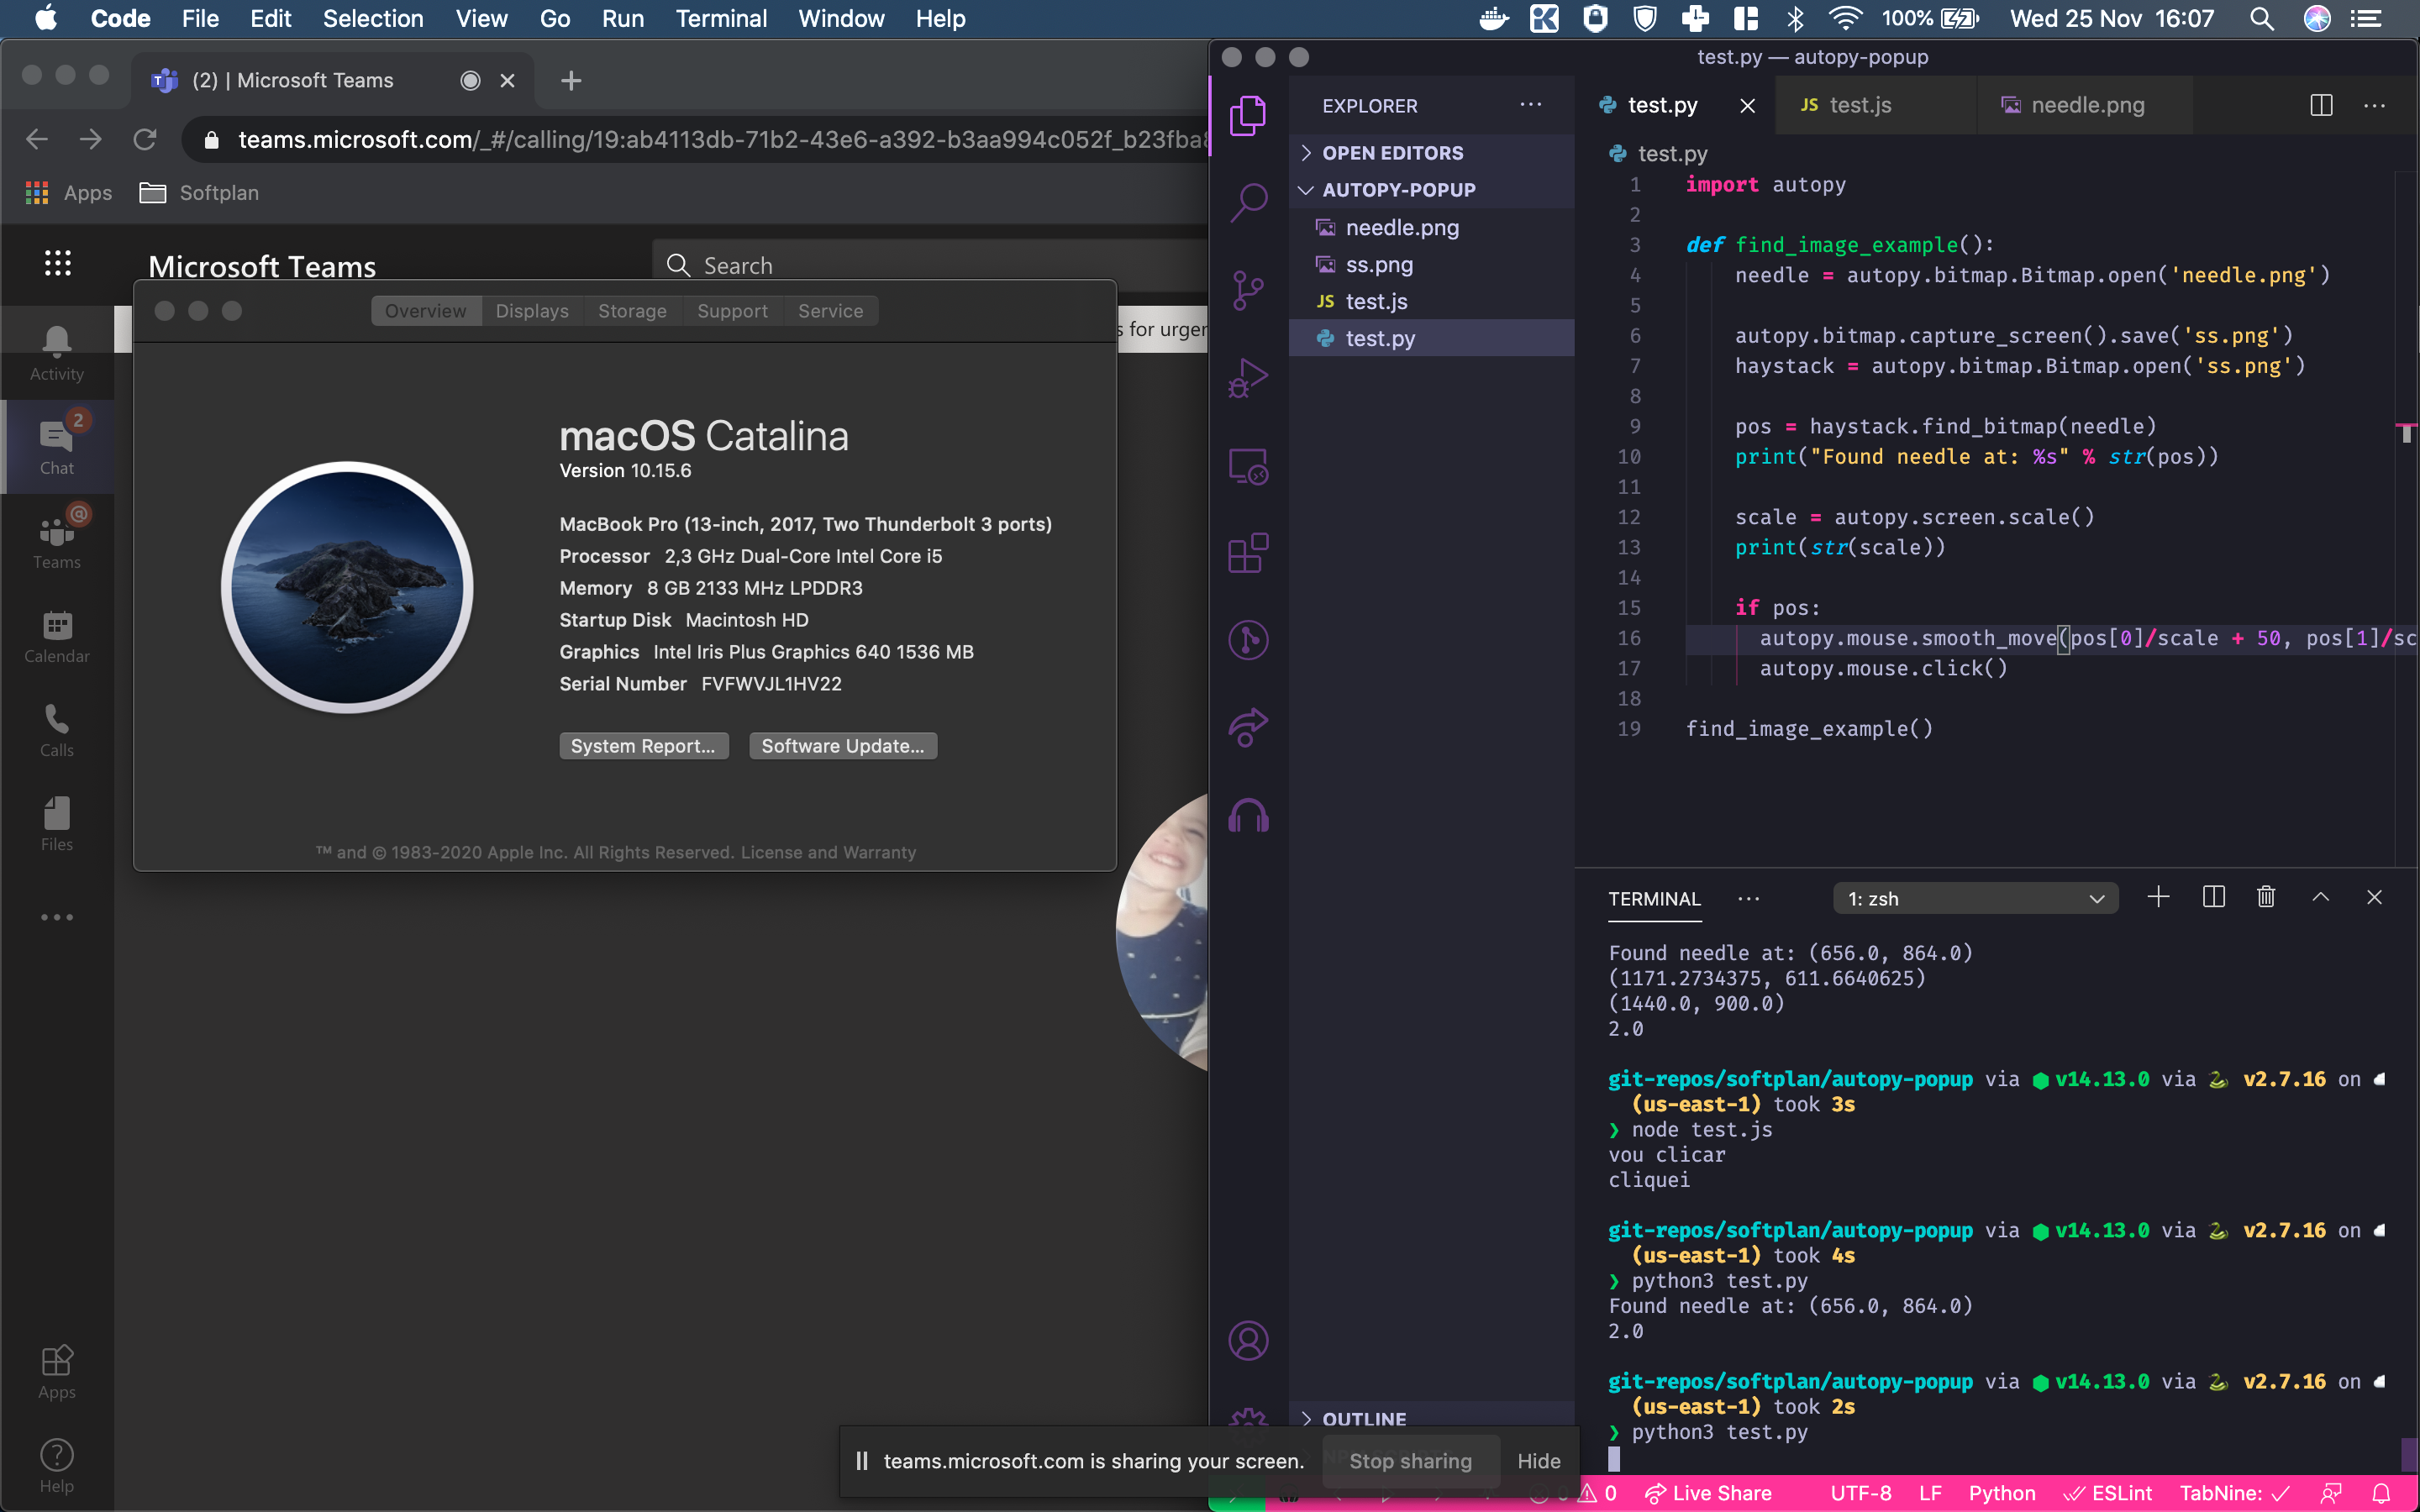 Code File Edit Selection View Go Run Terminal Window Help
100% Wed 25 Nov 16:07
(2) | Microsoft Teams
teams.microsoft.com/_#/calling/19:ab4113db-71b2-43e6-a392-b3aa994c052f_b23fba
Apps Softplan
Microsoft Teams
Search
s for urger
Activity
2
Chat
Teams
Calendar
Calls
Files
Apps
Help
Overview Displays Storage Support Service
macOS Catalina
Version 10.15.6
MacBook Pro (13-inch, 2017, Two Thunderbolt 3 ports)
Processor 2,3 GHz Dual-Core Intel Core i5
Memory 8 GB 2133 MHz LPDDR3
Startup Disk Macintosh HD
Graphics Intel Iris Plus Graphics 640 1536 MB
Serial Number FVFWVJL1HV22
System Report... Software Update...
™ and © 1983-2020 Apple Inc. All Rights Reserved. License and Warranty
teams.microsoft.com is sharing your screen. Stop sharing Hide
test.py — autopy-popup
EXPLORER
OPEN EDITORS
AUTOPY-POPUP
needle.png
ss.png
JS test.js
test.py
OUTLINE
test.py JS test.js needle.png
test.py
1 import autopy
2
3 def find_image_example():
4 needle = autopy.bitmap.Bitmap.open('needle.png')
5
6 autopy.bitmap.capture_screen().save('ss.png')
7 haystack = autopy.bitmap.Bitmap.open('ss.png')
8
9 pos = haystack.find_bitmap(needle)
10 print("Found needle at: %s" % str(pos))
11
12 scale = autopy.screen.scale()
13 print(str(scale))
14
15 if pos:
16 autopy.mouse.smooth_move(pos[0]/scale + 50, pos[1]/sc
17 autopy.mouse.click()
18
19 find_image_example()
TERMINAL 1: zsh
Found needle at: (656.0, 864.0)
(1171.2734375, 611.6640625)
(1440.0, 900.0)
2.0
git-repos/softplan/autopy-popup via v14.13.0 via v2.7.16 on
(us-east-1) took 3s
❯ node test.js
vou clicar
cliquei
git-repos/softplan/autopy-popup via v14.13.0 via v2.7.16 on
(us-east-1) took 4s
❯ python3 test.py
Found needle at: (656.0, 864.0)
2.0
git-repos/softplan/autopy-popup via v14.13.0 via v2.7.16 on
(us-east-1) took 2s
❯ python3 test.py
0 Live Share UTF-8 LF Python ESLint TabNine: